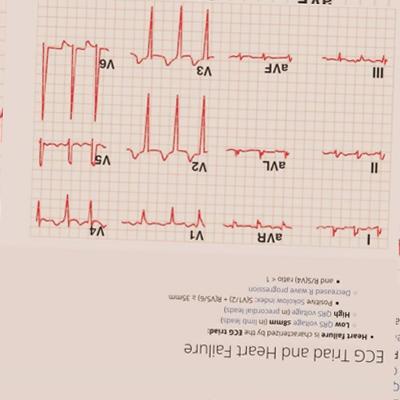 ECG Triad and Heart Failure
• Heart failure is characterized by the ECG triad:
○ Low QRS voltage ≤8mm (in limb leads)
○ High QRS voltage (in precordial leads)
▪ Positive Sokolow index: S(V1/2) + R(V5/6) ≥ 35mm
○ Decreased R wave progression
▪ and R/S(V4) ratio < 1
I aVR V1 V4
II aVL V2 V5
III aVF V3 V6